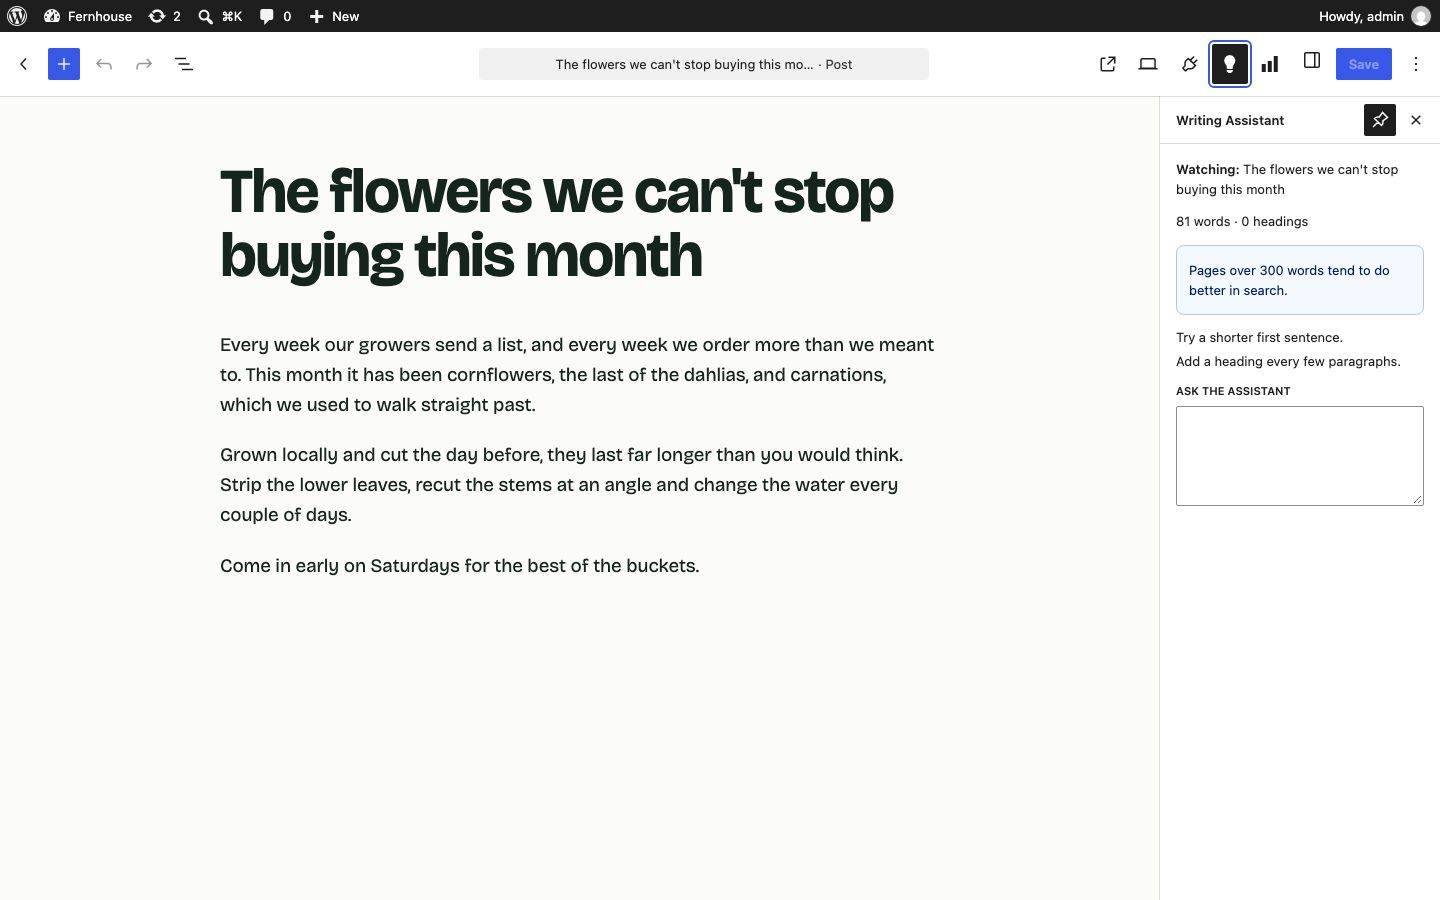 Fernhouse 2 ⌘K 0 New Howdy, admin
The flowers we can't stop buying this mo... · Post
Save
Writing Assistant
Watching: The flowers we can't stop
buying this month
81 words · 0 headings
Pages over 300 words tend to do
better in search.
Try a shorter first sentence.
Add a heading every few paragraphs.
ASK THE ASSISTANT
The flowers we can't stop
buying this month
Every week our growers send a list, and every week we order more than we meant
to. This month it has been cornflowers, the last of the dahlias, and carnations,
which we used to walk straight past.
Grown locally and cut the day before, they last far longer than you would think.
Strip the lower leaves, recut the stems at an angle and change the water every
couple of days.
Come in early on Saturdays for the best of the buckets.